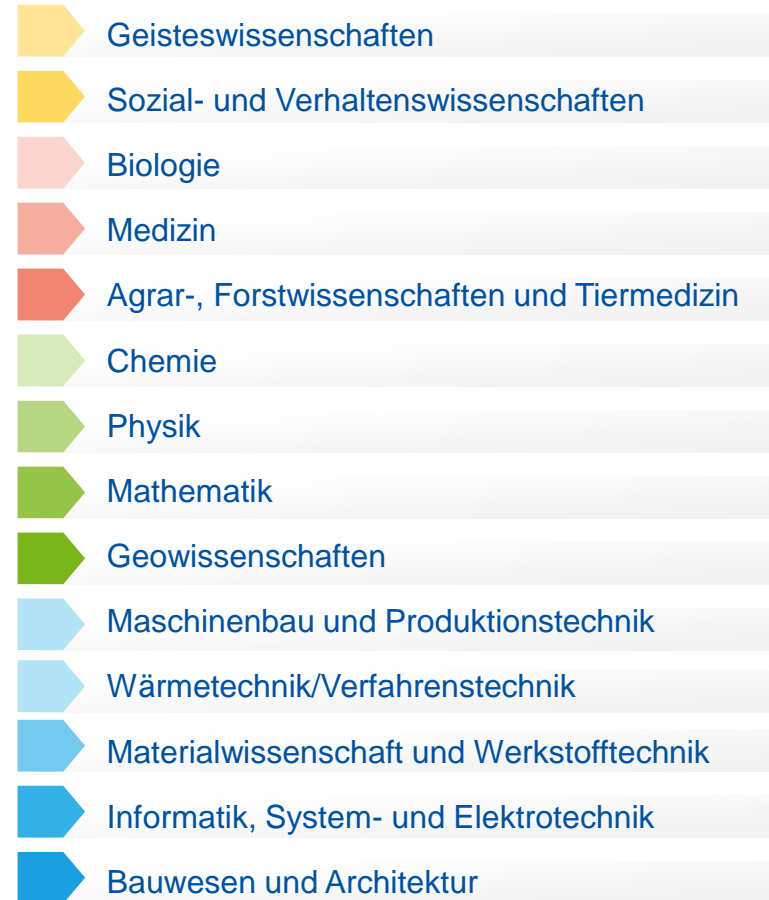 Geisteswissenschaften
Sozial- und Verhaltenswissenschaften
Biologie
Medizin
Agrar-, Forstwissenschaften und Tiermedizin
Chemie
Physik
Mathematik
Geowissenschaften
Maschinenbau und Produktionstechnik
Wärmetechnik/Verfahrenstechnik
Materialwissenschaft und Werkstofftechnik
Informatik, System- und Elektrotechnik
Bauwesen und Architektur